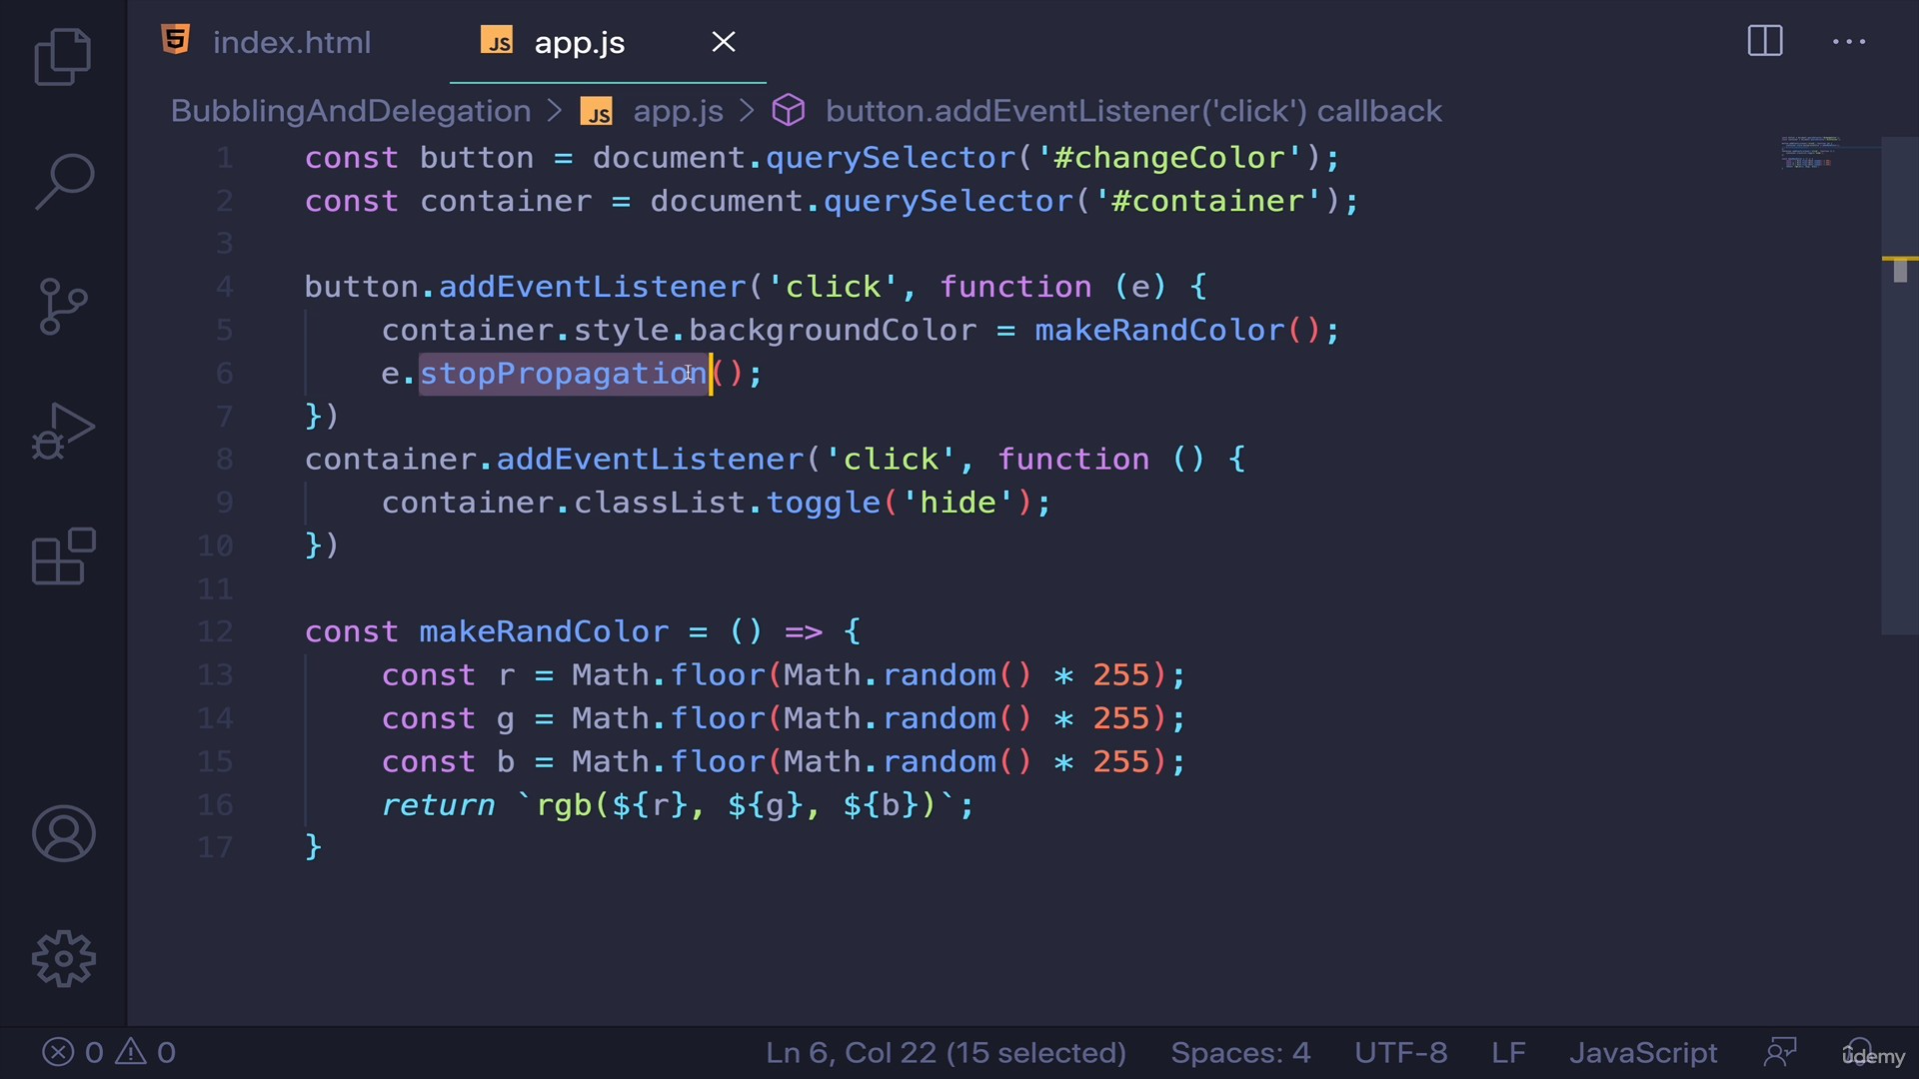 index.html
JS app.js
BubblingAndDelegation > JS app.js > button.addEventListener('click') callback
1 const button = document.querySelector('#changeColor');
2 const container = document.querySelector('#container');
3
4 button.addEventListener('click', function (e) {
5 container.style.backgroundColor = makeRandColor();
6 e.stopPropagation();
7 })
8 container.addEventListener('click', function () {
9 container.classList.toggle('hide');
10 })
11
12 const makeRandColor = () => {
13 const r = Math.floor(Math.random() * 255);
14 const g = Math.floor(Math.random() * 255);
15 const b = Math.floor(Math.random() * 255);
16 return `rgb(${r}, ${g}, ${b})`;
17 }
0 0 Ln 6, Col 22 (15 selected) Spaces: 4 UTF-8 LF JavaScript
udemy